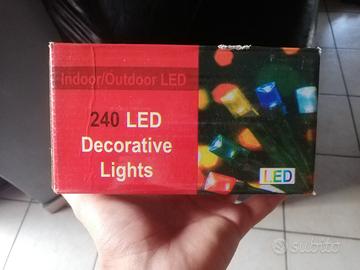 Indoor/Outdoor LED
240 LED
Decorative
Lights
LED
subito